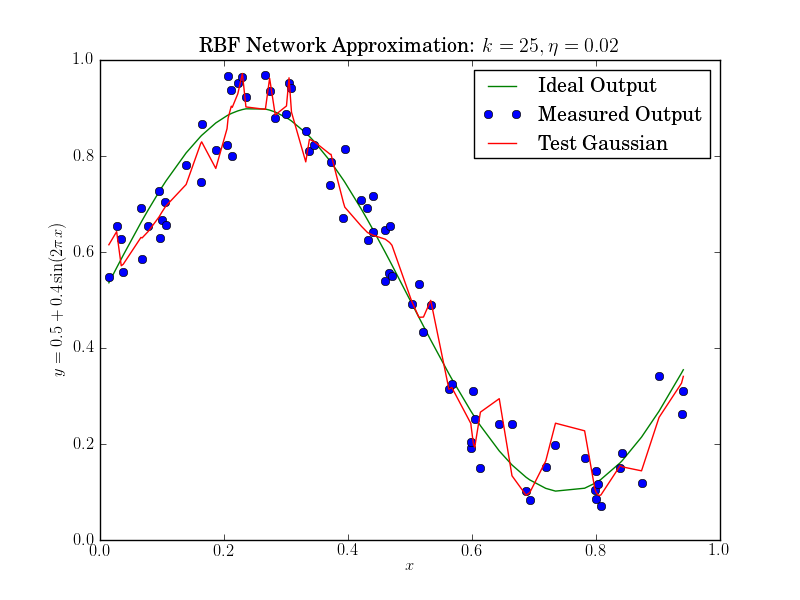 RBF Network Approximation: k = 25, η = 0.02
Ideal Output
Measured Output
Test Gaussian
y = 0.5 + 0.4 sin(2πx)
1.0
0.8
0.6
0.4
0.2
0.0
0.0 0.2 0.4 0.6 0.8 1.0
x